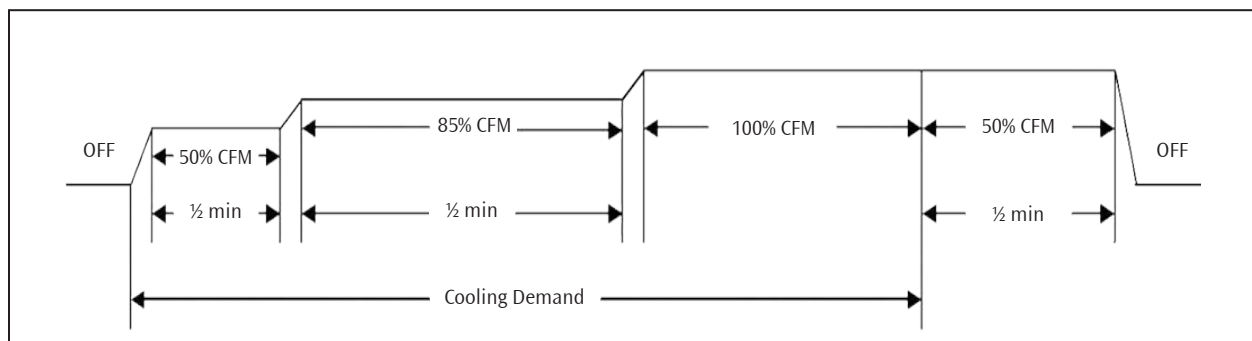 OFF
50% CFM
85% CFM
100% CFM
50% CFM
OFF
½ min
½ min
½ min
Cooling Demand